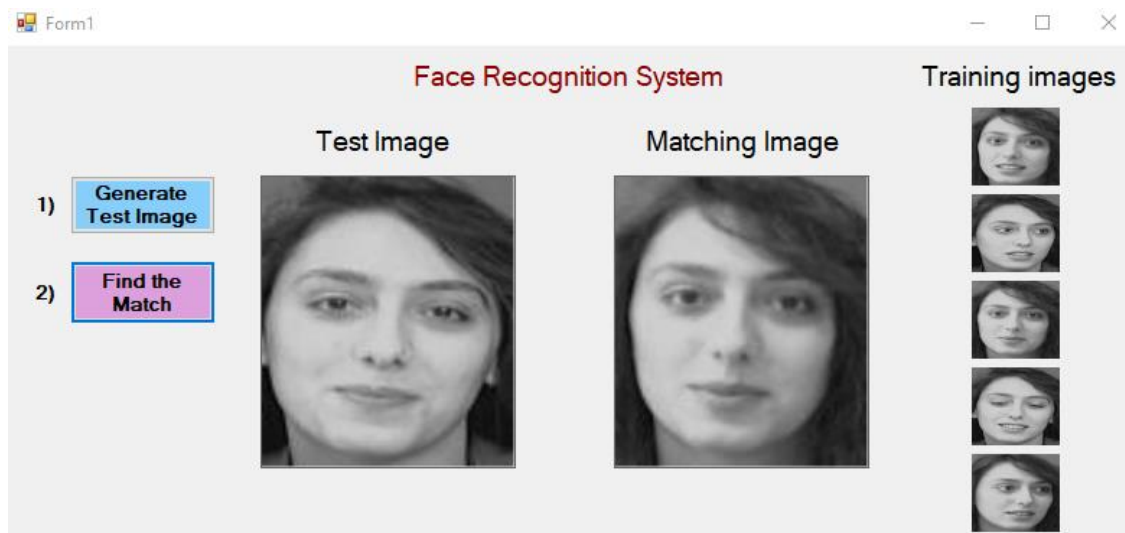 Form1
Face Recognition System
Training images
Test Image
Matching Image
1)
Generate
Test Image
2)
Find the
Match